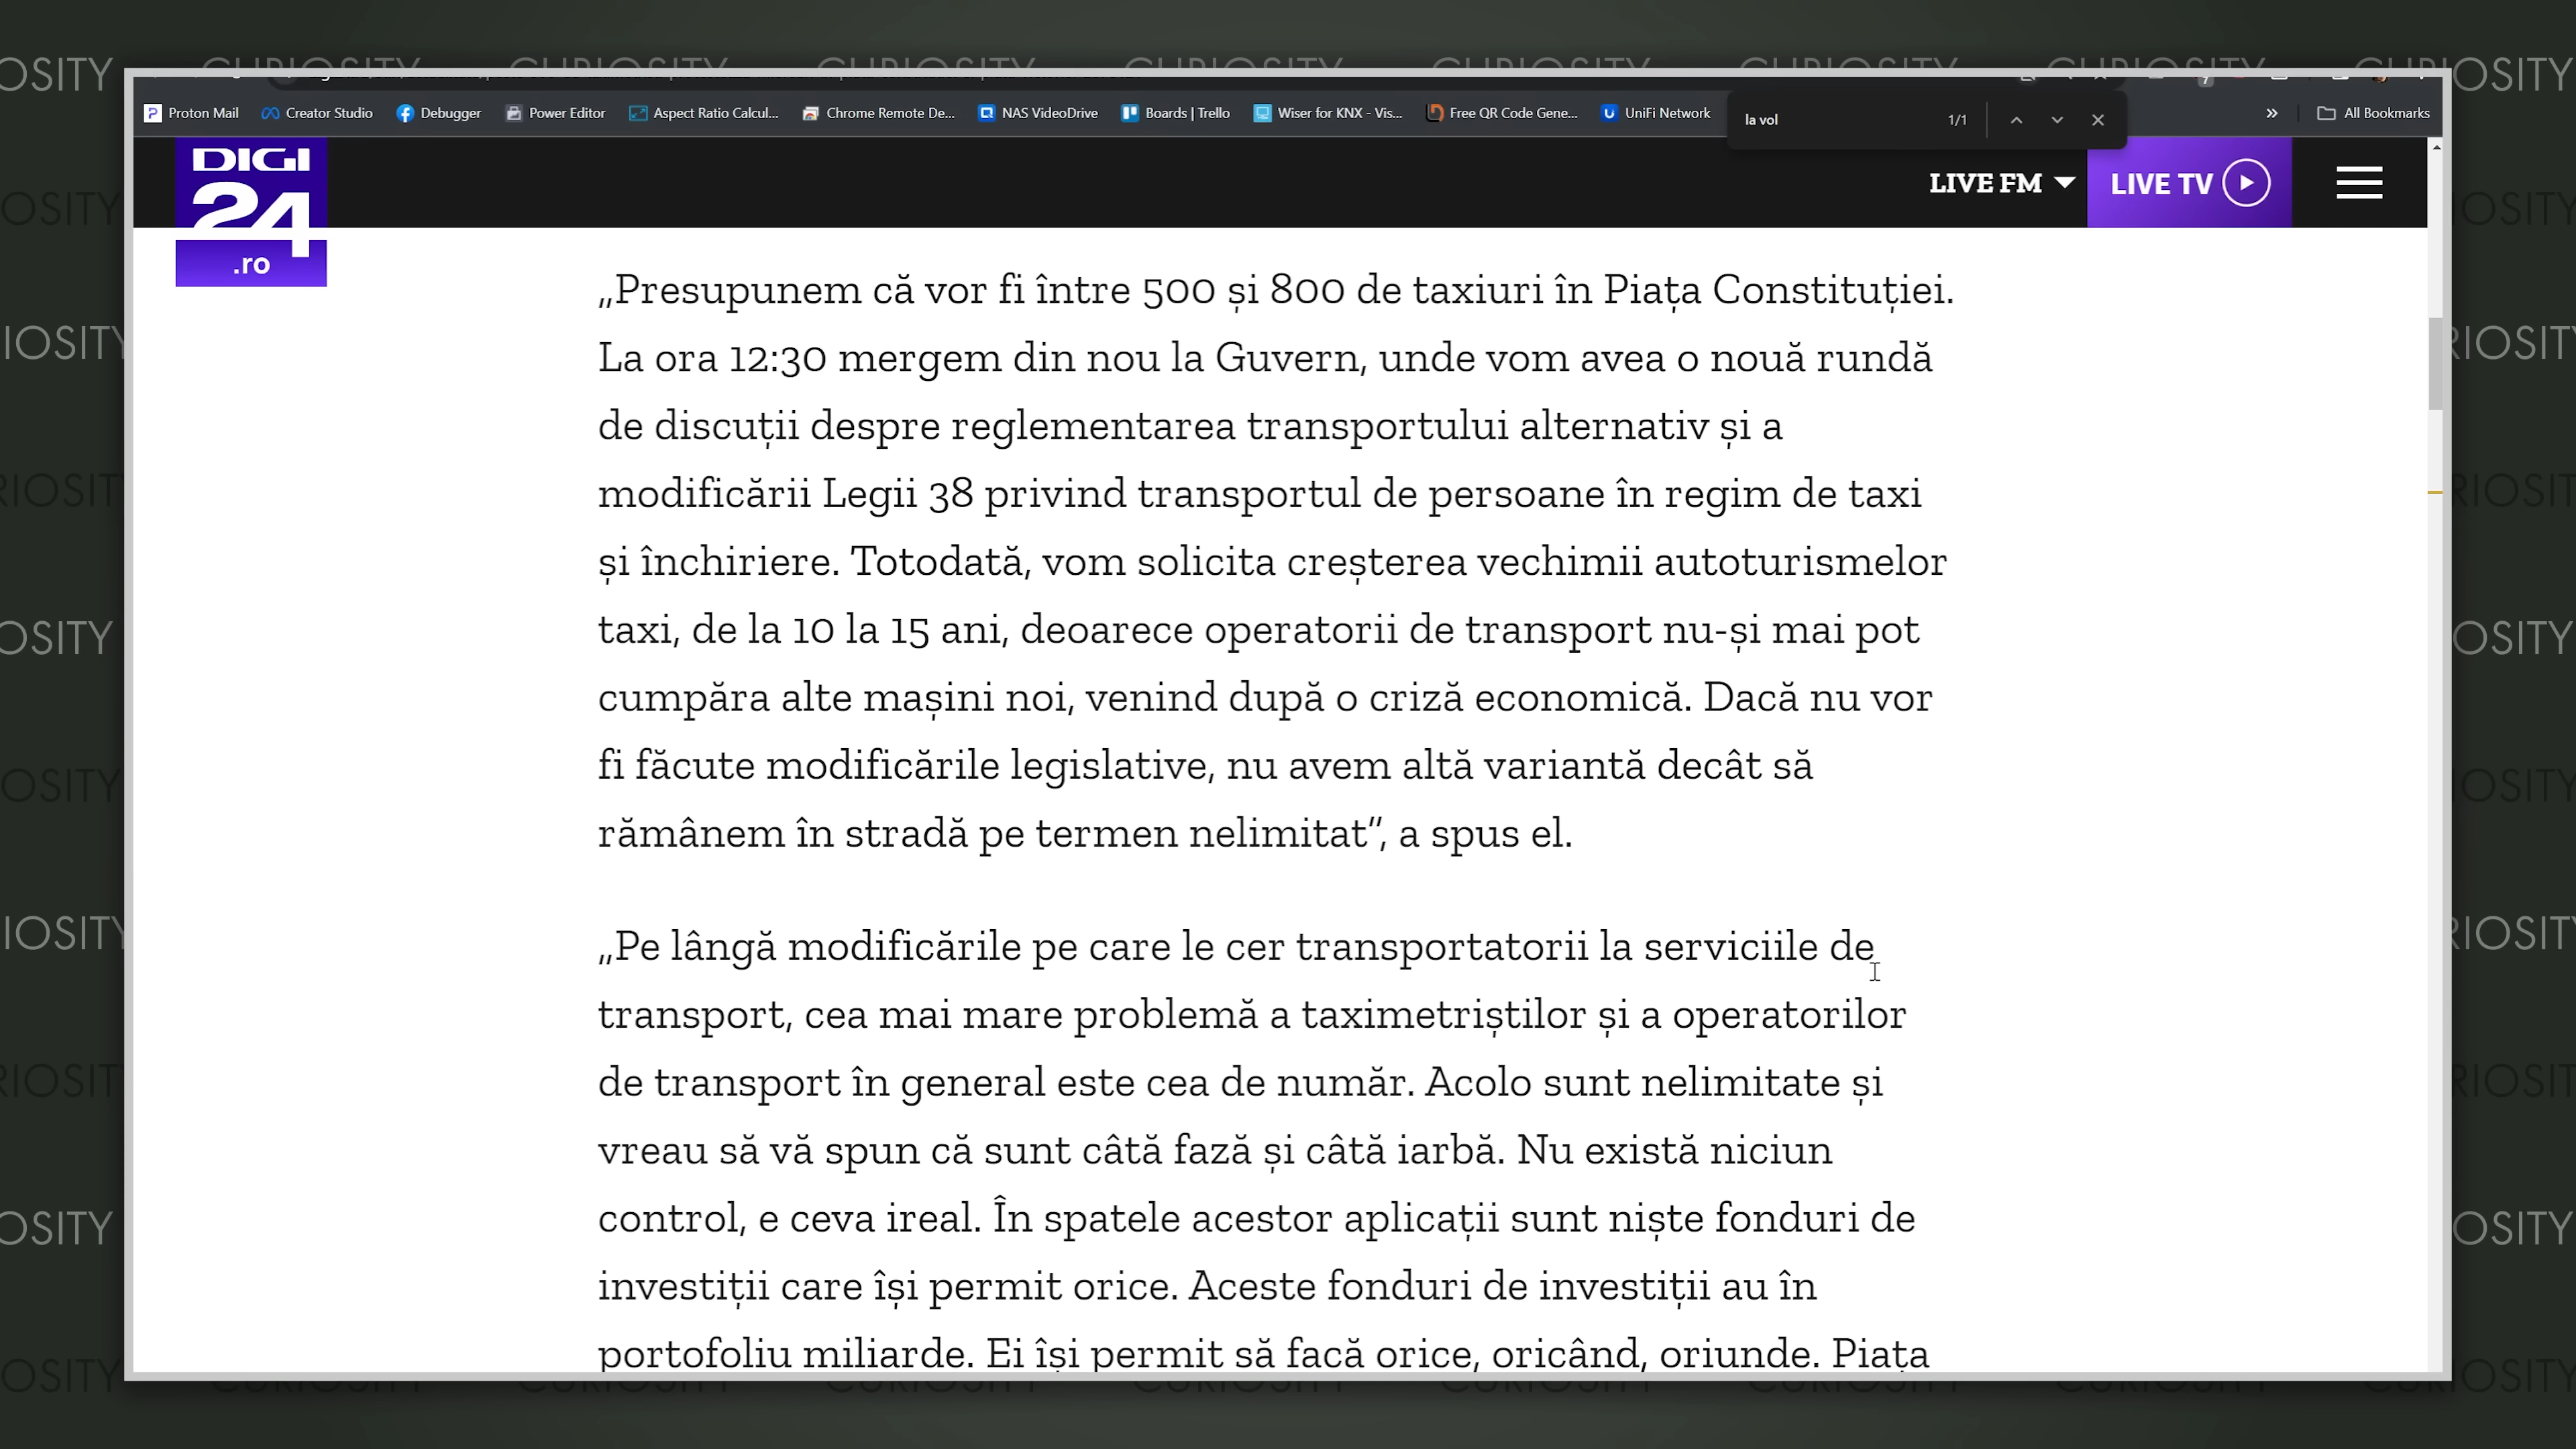 CURIOSITY CURIOSITY CURIOSITY CURIOSITY CURIOSITY CURIOSITY CURIOSITY
Proton Mail Creator Studio Debugger Power Editor Aspect Ratio Calcul... Chrome Remote De... NAS VideoDrive Boards | Trello Wiser for KNX - Vis... Free QR Code Gene... UniFi Network » All Bookmarks
la vol 1/1
DIGI
24
.ro
LIVE FM LIVE TV
„Presupunem că vor fi între 500 și 800 de taxiuri în Piața Constituției.
La ora 12:30 mergem din nou la Guvern, unde vom avea o nouă rundă
de discuții despre reglementarea transportului alternativ și a
modificării Legii 38 privind transportul de persoane în regim de taxi
și închiriere. Totodată, vom solicita creșterea vechimii autoturismelor
taxi, de la 10 la 15 ani, deoarece operatorii de transport nu-și mai pot
cumpăra alte mașini noi, venind după o criză economică. Dacă nu vor
fi făcute modificările legislative, nu avem altă variantă decât să
rămânem în stradă pe termen nelimitat”, a spus el.
„Pe lângă modificările pe care le cer transportatorii la serviciile de
transport, cea mai mare problemă a taximetriștilor și a operatorilor
de transport în general este cea de număr. Acolo sunt nelimitate și
vreau să vă spun că sunt câtă fază și câtă iarbă. Nu există niciun
control, e ceva ireal. În spatele acestor aplicații sunt niște fonduri de
investiții care își permit orice. Aceste fonduri de investiții au în
portofoliu miliarde. Ei își permit să facă orice, oricând, oriunde. Piața